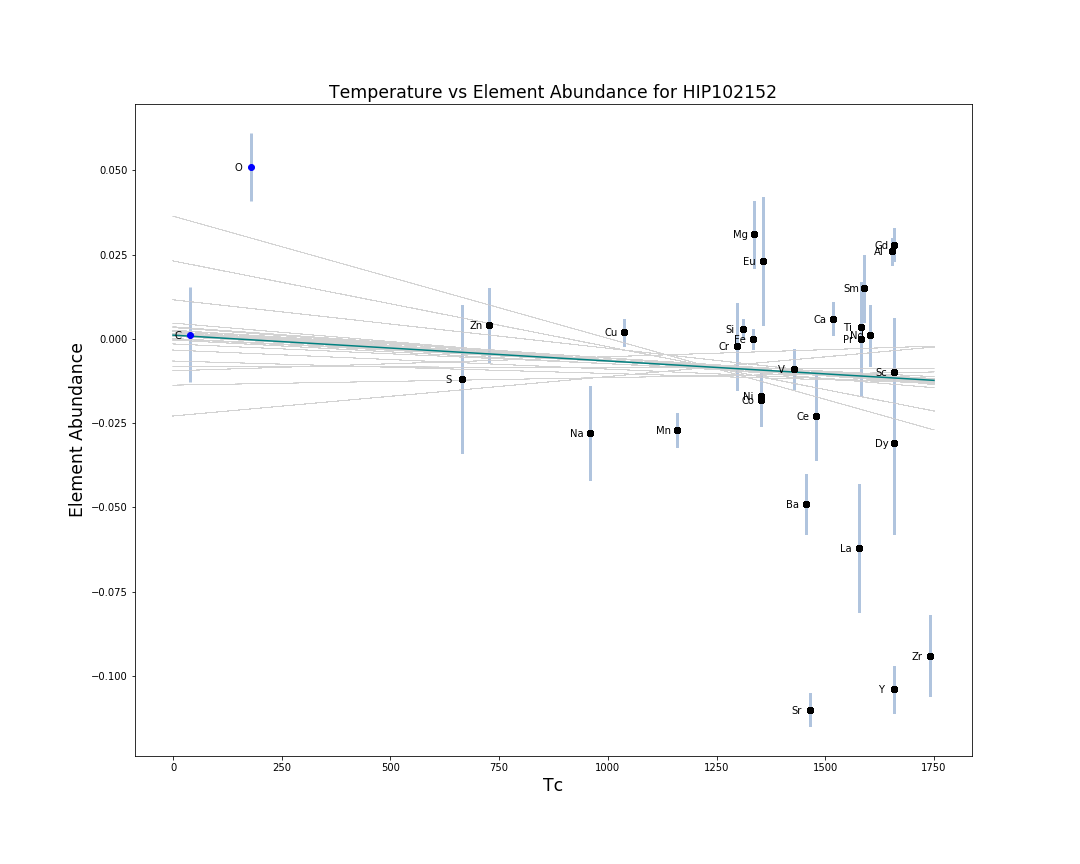 Temperature vs Element Abundance for HIP102152
0.050
0.025
0.000
−0.025
−0.050
−0.075
−0.100
Element Abundance
O
C
Zn
S
Cu
Na
Mn
Mg
Eu
Si
Fe
Cr
Ca
V
Ni
Co
Ce
Ba
Sr
Gd
Al
Sm
Ti
Nd
Pr
Sc
Dy
La
Zr
Y
0
250
500
750
1000
1250
1500
1750
Tc